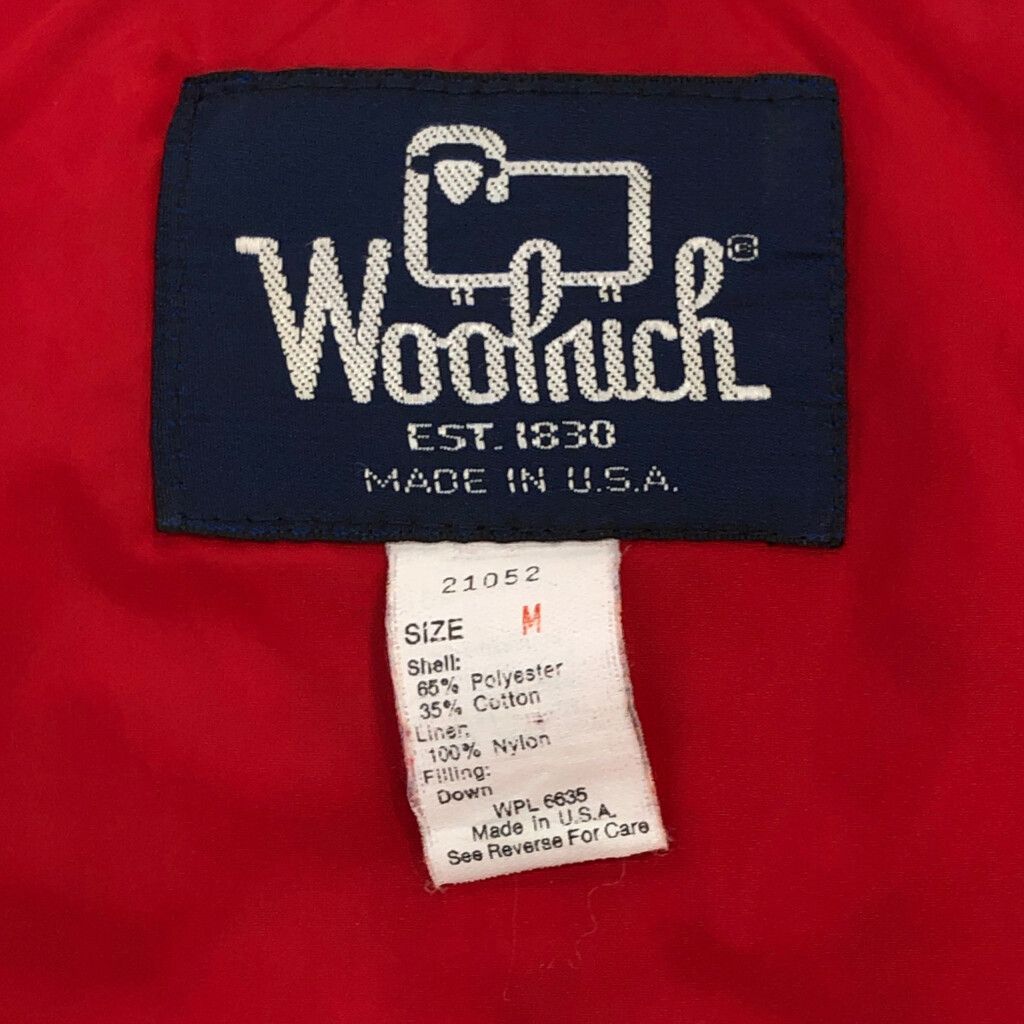 Woolrich®
EST. 1830
MADE IN U.S.A.
21052
SIZE M
Shell:
65% Polyester
35% Cotton
Liner:
100% Nylon
Filling:
Down
WPL 6635
Made in U.S.A.
See Reverse For Care